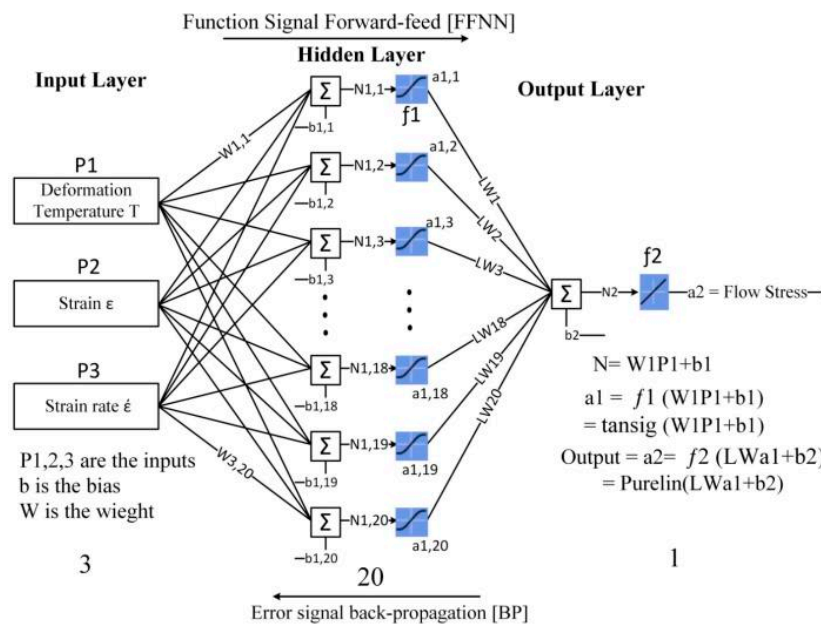 Function Signal Forward-feed [FFNN]
Hidden Layer
Input Layer
Output Layer
P1
Deformation
Temperature T
P2
Strain ε
P3
Strain rate έ
W1,1
W3,20
Σ
N1,1
a1,1
b1,1
ƒ1
Σ
N1,2
a1,2
b1,2
Σ
N1,3
a1,3
b1,3
Σ
N1,18
a1,18
b1,18
Σ
N1,19
a1,19
b1,19
Σ
N1,20
a1,20
b1,20
LW1
LW2
LW3
LW18
LW19
LW20
Σ
N2
b2
ƒ2
a2 = Flow Stress
N= W1P1+b1
a1 = ƒ1 (W1P1+b1)
= tansig (W1P1+b1)
Output = a2= ƒ2 (LWa1+b2)
= Purelin(LWa1+b2)
P1,2,3 are the inputs
b is the bias
W is the wieght
3
20
1
Error signal back-propagation [BP]